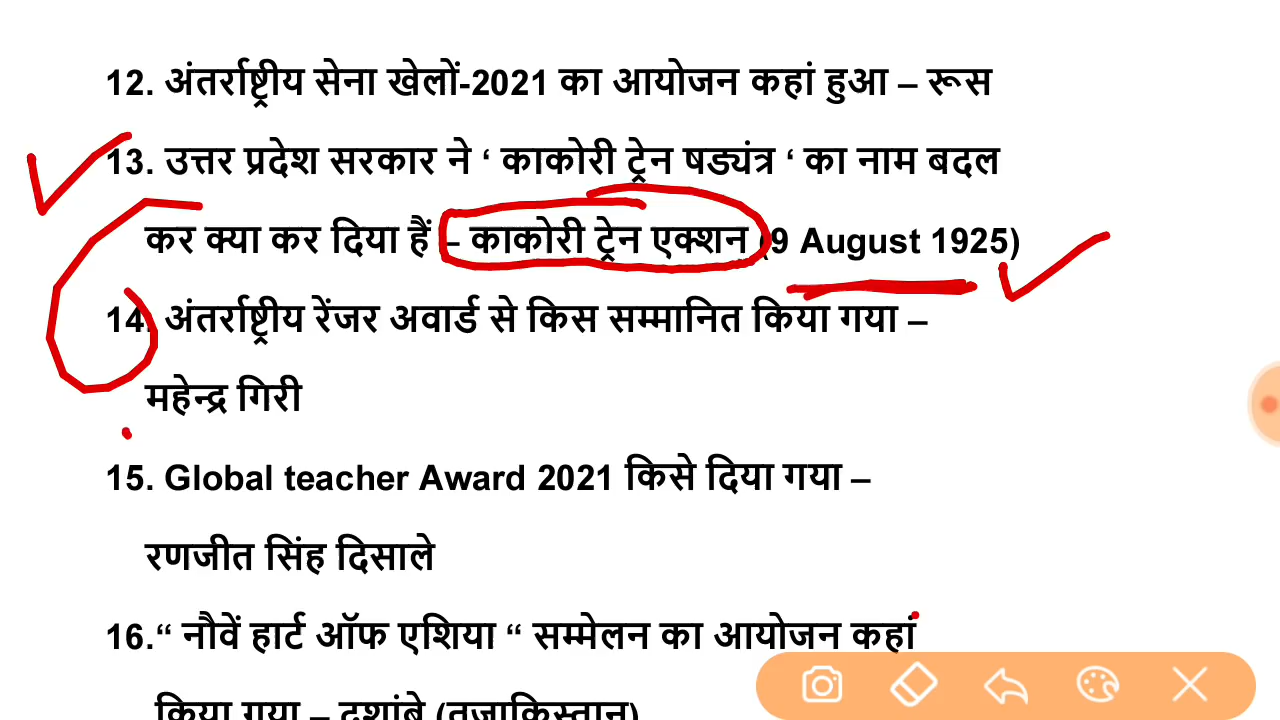 12. अंतर्राष्ट्रीय सेना खेलों-2021 का आयोजन कहां हुआ – रूस
13. उत्तर प्रदेश सरकार ने ‘ काकोरी ट्रेन षड्यंत्र ‘ का नाम बदल
कर क्या कर दिया हैं – काकोरी ट्रेन एक्शन (9 August 1925)
14. अंतर्राष्ट्रीय रेंजर अवार्ड से किस सम्मानित किया गया –
महेन्द्र गिरी
15. Global teacher Award 2021 किसे दिया गया –
रणजीत सिंह दिसाले
16.“ नौवें हार्ट ऑफ एशिया “ सम्मेलन का आयोजन कहां
किया गया – दुशांबे (तजाकिस्तान)